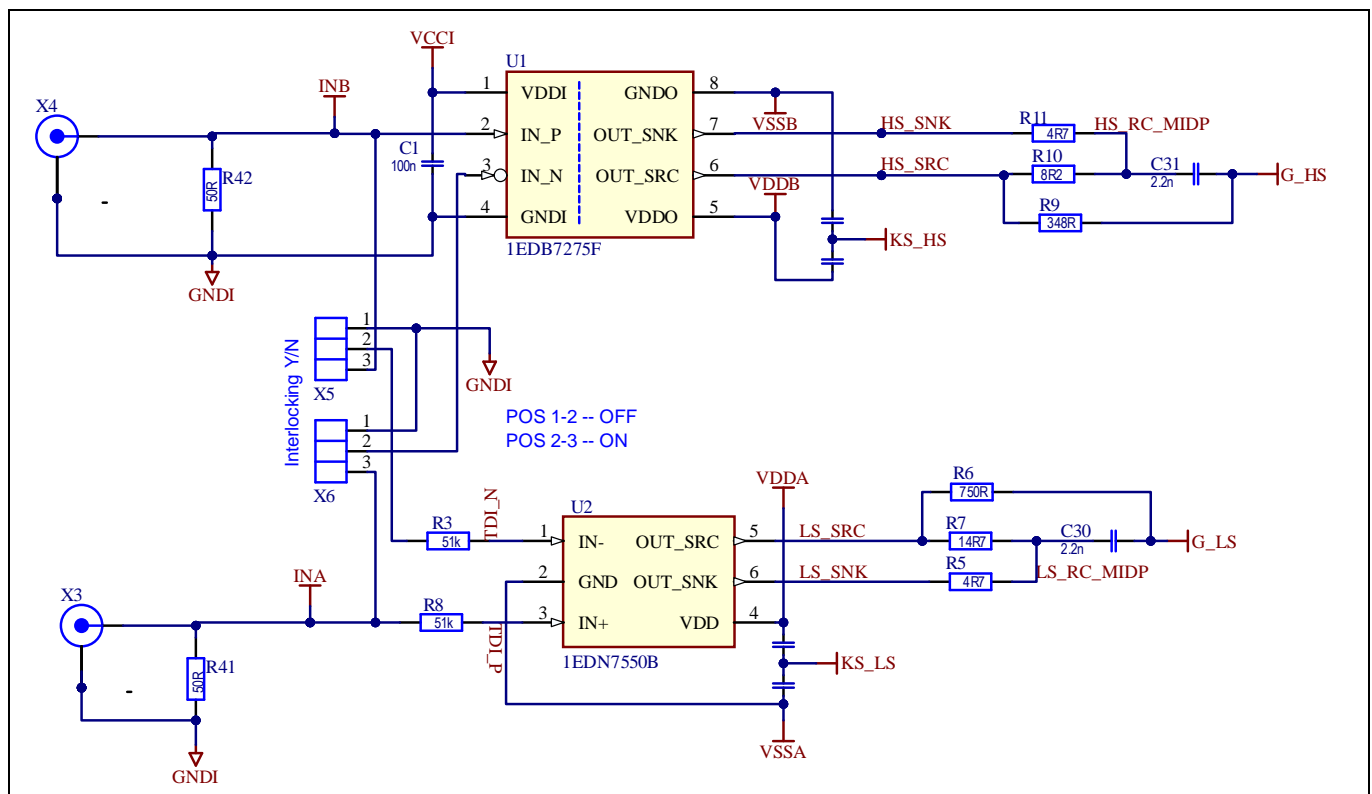 VCCI
U1
INB
X4
1
VDDI
GNDO
8
VSSB
2
IN_P
OUT_SNK
7
HS_SNK
R11
4R7
HS_RC_MIDP
C1
100n
3
IN_N
OUT_SRC
6
HS_SRC
R10
8R2
C31
2.2n
G_HS
R42
50R
VDDB
4
GNDI
VDDO
5
R9
348R
-
1EDB7275F
KS_HS
GNDI
Interlocking Y/N
1
2
3
X5
GNDI
POS 1-2 -- OFF
POS 2-3 -- ON
1
2
3
X6
VDDA
R6
750R
U2
TDI_N
R3
51k
1
IN-
OUT_SRC
5
LS_SRC
R7
14R7
C30
2.2n
G_LS
2
GND
OUT_SNK
6
LS_SNK
R5
4R7
LS_RC_MIDP
INA
X3
R8
51k
TDI_P
3
IN+
VDD
4
1EDN7550B
KS_LS
R41
50R
-
VSSA
GNDI